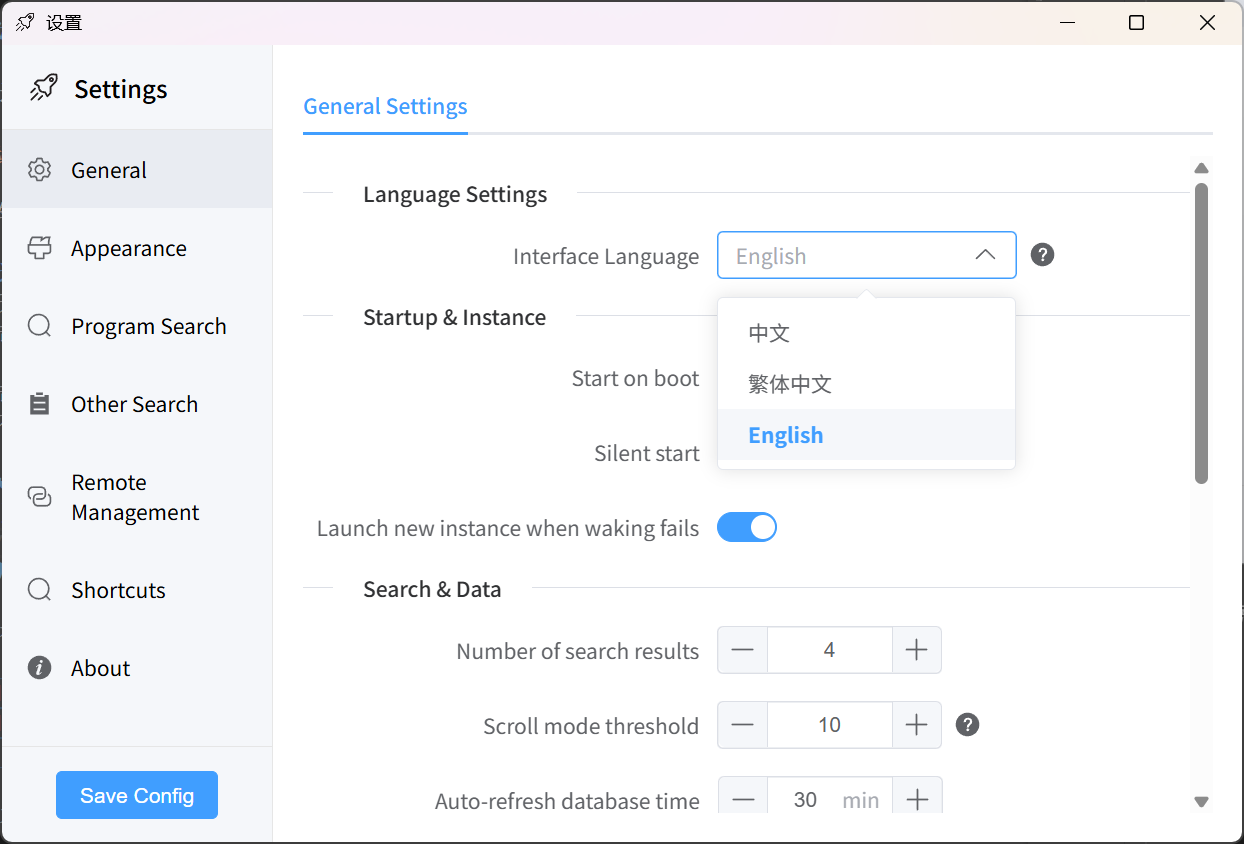 设置
Settings
General
Appearance
Program Search
Other Search
Remote
Management
Shortcuts
About
Save Config
General Settings
Language Settings
Interface Language English ?
中文
繁体中文
English
Startup & Instance
Start on boot
Silent start
Launch new instance when waking fails
Search & Data
Number of search results 4
Scroll mode threshold 10 ?
Auto-refresh database time 30 min